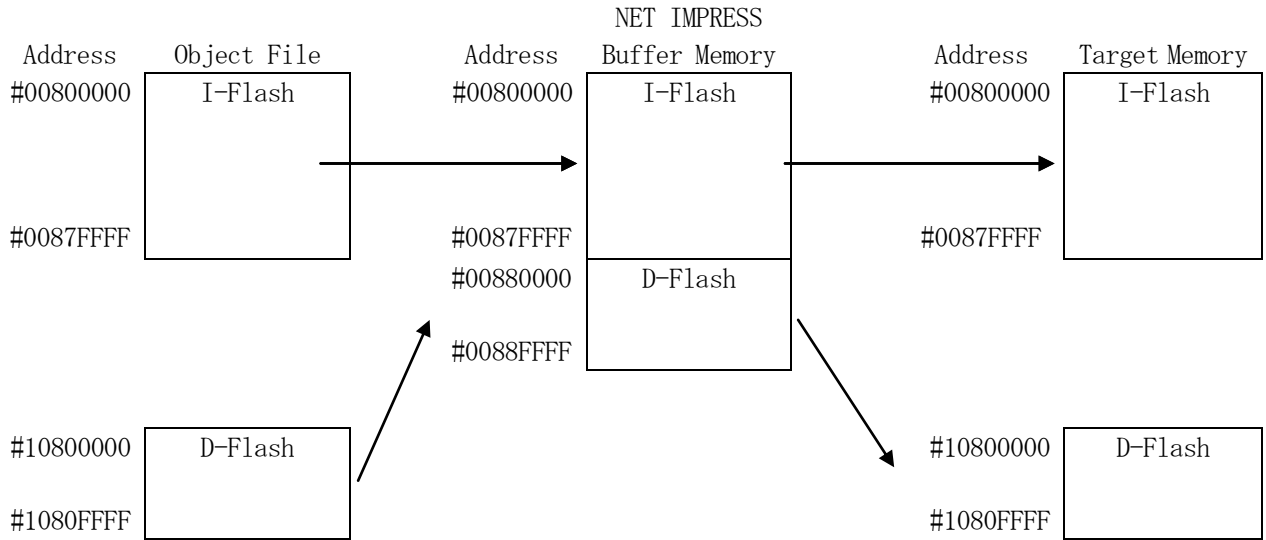 NET IMPRESS
Address Object File Address Buffer Memory Address Target Memory
#00800000 I-Flash #00800000 I-Flash #00800000 I-Flash
#0087FFFF #0087FFFF #0087FFFF
#00880000 D-Flash
#0088FFFF
#10800000 D-Flash #10800000 D-Flash
#1080FFFF #1080FFFF